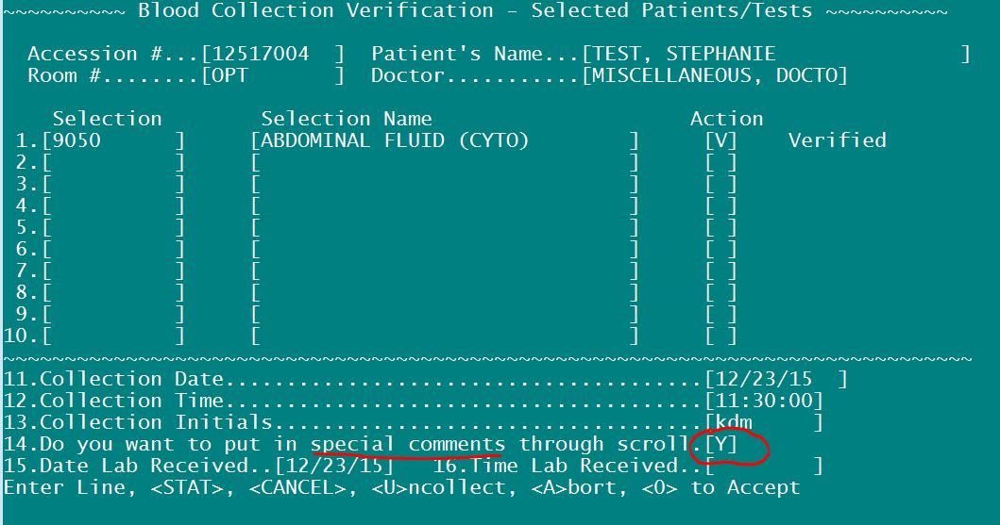 ~~~~~~~~~~ Blood Collection Verification – Selected Patients/Tests ~~~~~~~~~~
Accession #...[12517004  ]  Patient's Name...[TEST, STEPHANIE               ]
Room #........[OPT       ]  Doctor...........[MISCELLANEOUS, DOCTO]
Selection        Selection Name                     Action
1.[9050      ]     [ABDOMINAL FLUID (CYTO)        ]     [V]    Verified
2.[          ]     [                              ]     [ ]
3.[          ]     [                              ]     [ ]
4.[          ]     [                              ]     [ ]
5.[          ]     [                              ]     [ ]
6.[          ]     [                              ]     [ ]
7.[          ]     [                              ]     [ ]
8.[          ]     [                              ]     [ ]
9.[          ]     [                              ]     [ ]
10.[          ]     [                              ]     [ ]
~~~~~~~~~~~~~~~~~~~~~~~~~~~~~~~~~~~~~~~~~~~~~~~~~~~~~~~~~~~~~~~~~~~~~~~~~~~~~~~
11.Collection Date.......................................[12/23/15  ]
12.Collection Time.......................................[11:30:00]
13.Collection Initials...................................[kdm     ]
14.Do you want to put in special comments through scroll.[Y]
15.Date Lab Received..[12/23/15]   16.Time Lab Received..[        ]
Enter Line, <STAT>, <CANCEL>, <U>ncollect, <A>bort, <0> to Accept